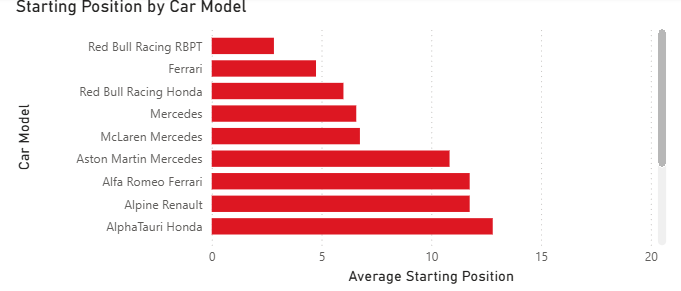 Starting Position by Car Model
Red Bull Racing RBPT
Ferrari
Red Bull Racing Honda
Mercedes
McLaren Mercedes
Aston Martin Mercedes
Alfa Romeo Ferrari
Alpine Renault
AlphaTauri Honda
Car Model
0 5 10 15 20
Average Starting Position